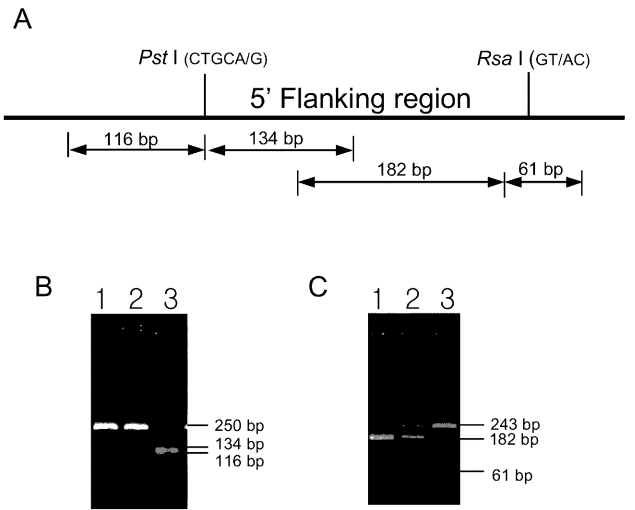 A
Pst I (CTGCA/G)
Rsa I (GT/AC)
5’ Flanking region
116 bp
134 bp
182 bp
61 bp
B
1 2 3
250 bp
134 bp
116 bp
C
1 2 3
243 bp
182 bp
61 bp